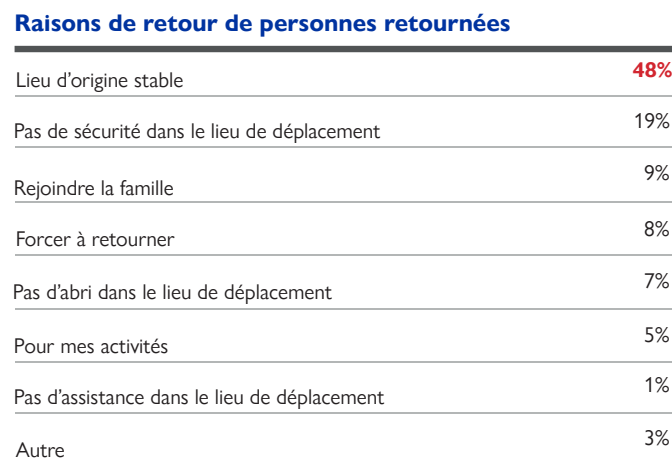 Raisons de retour de personnes retournées
Lieu d'origine stable 48%
Pas de sécurité dans le lieu de déplacement 19%
Rejoindre la famille 9%
Forcer à retourner 8%
Pas d'abri dans le lieu de déplacement 7%
Pour mes activités 5%
Pas d'assistance dans le lieu de déplacement 1%
Autre 3%